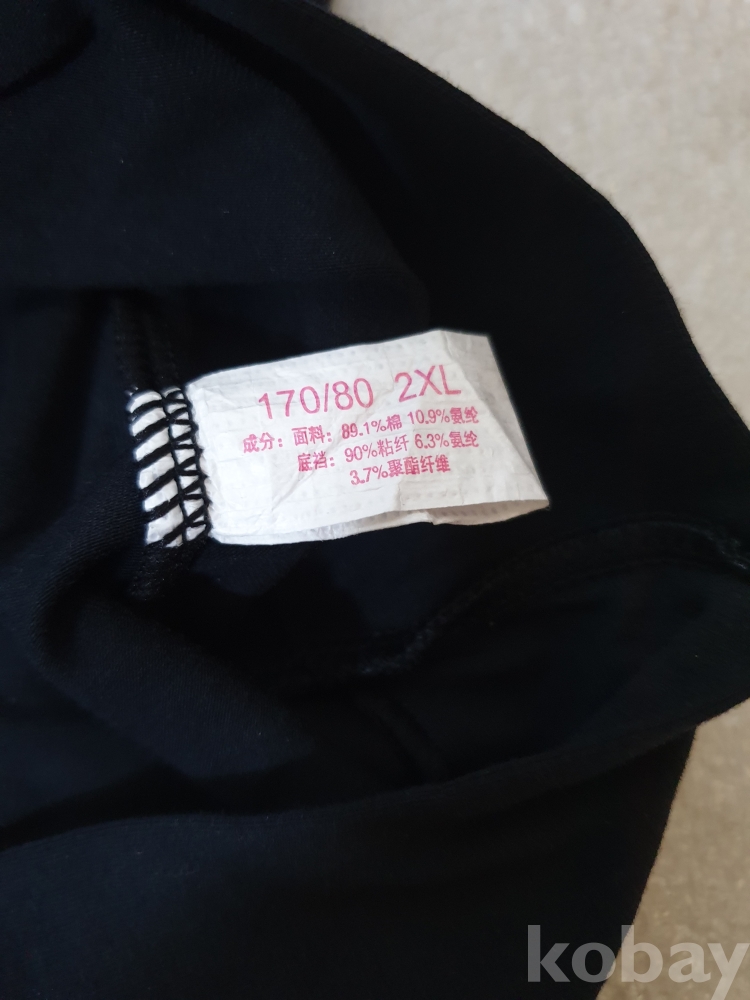 170/80 2XL
成分：面料：89.1%棉 10.9%氨纶
底裆：90%粘纤 6.3%氨纶
3.7%聚酯纤维
kobay